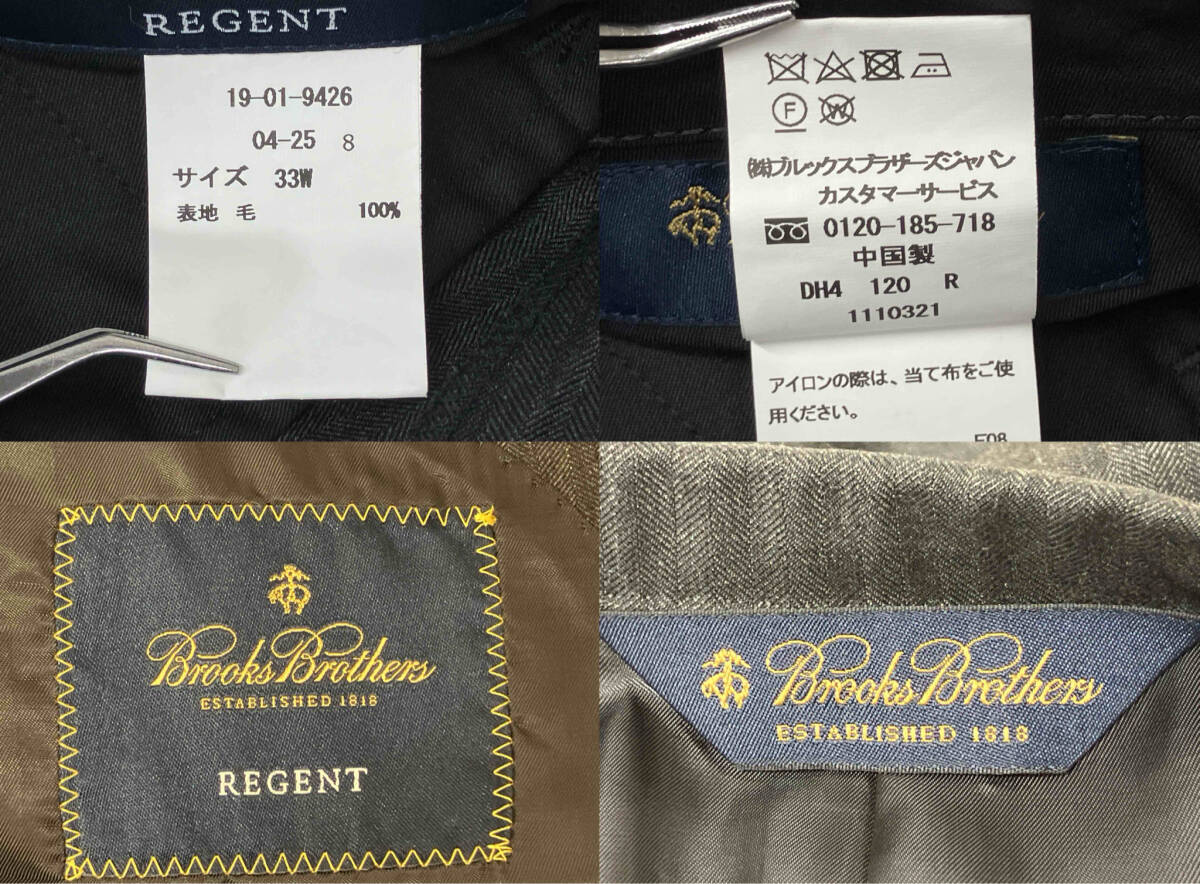 REGENT
19-01-9426
04-25 8
サイズ 33W
表地 毛 100%
F
W
㈱ブルックスブラザーズジャパン
カスタマーサービス
0120-185-718
中国製
DH4 120 R
1110321
アイロンの際は、当て布をご使
用ください。
F08
Brooks Brothers
ESTABLISHED 1818
REGENT
Brooks Brothers
ESTABLISHED 1818